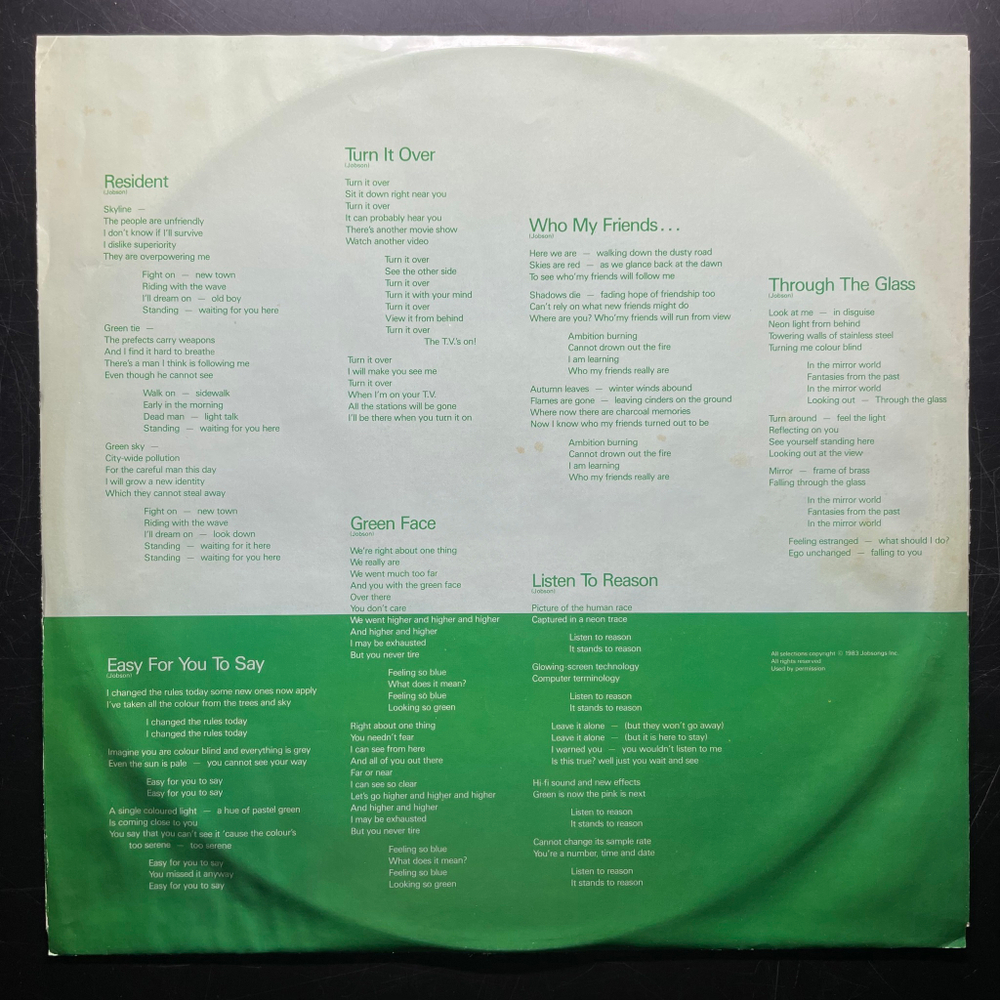 Resident
(Jobson)
Skyline —
The people are unfriendly
I don't know if I'll survive
I dislike superiority
They are overpowering me
Fight on — new town
Riding with the wave
I'll dream on — old boy
Standing — waiting for you here
Green tie —
The prefects carry weapons
And I find it hard to breathe
There's a man I think is following me
Even though he cannot see
Walk on — sidewalk
Early in the morning
Dead man — light talk
Standing — waiting for you here
Green sky —
City-wide pollution
For the careful man this day
I will grow a new identity
Which they cannot steal away
Fight on — new town
Riding with the wave
I'll dream on — look down
Standing — waiting for it here
Standing — waiting for you here
Easy For You To Say
(Jobson)
I changed the rules today some new ones now apply
I've taken all the colour from the trees and sky
I changed the rules today
I changed the rules today
Imagine you are colour blind and everything is grey
Even the sun is pale — you cannot see your way
Easy for you to say
Easy for you to say
A single coloured light — a hue of pastel green
Is coming close to you
You say that you can't see it 'cause the colour's
too serene — too serene
Easy for you to say
You missed it anyway
Easy for you to say
Turn It Over
(Jobson)
Turn it over
Sit it down right near you
Turn it over
It can probably hear you
There's another movie show
Watch another video
Turn it over
See the other side
Turn it over
Turn it with your mind
Turn it over
View it from behind
Turn it over
The T.V.'s on!
Turn it over
I will make you see me
Turn it over
When I'm on your T.V.
All the stations will be gone
I'll be there when you turn it on
Green Face
(Jobson)
We're right about one thing
We really are
We went much too far
And you with the green face
Over there
You don't care
We went higher and higher and higher
And higher and higher
I may be exhausted
But you never tire
Feeling so blue
What does it mean?
Feeling so blue
Looking so green
Right about one thing
You needn't fear
I can see from here
And all of you out there
Far or near
I can see so clear
Let's go higher and higher and higher
And higher and higher
I may be exhausted
But you never tire
Feeling so blue
What does it mean?
Feeling so blue
Looking so green
Who My Friends...
(Jobson)
Here we are — walking down the dusty road
Skies are red — as we glance back at the dawn
To see who'my friends will follow me
Shadows die — fading hope of friendship too
Can't rely on what new friends might do
Where are you? Who'my friends will run from view
Ambition burning
Cannot drown out the fire
I am learning
Who my friends really are
Autumn leaves — winter winds abound
Flames are gone — leaving cinders on the ground
Where now there are charcoal memories
Now I know who my friends turned out to be
Ambition burning
Cannot drown out the fire
I am learning
Who my friends really are
Listen To Reason
(Jobson)
Picture of the human race
Captured in a neon trace
Listen to reason
It stands to reason
Glowing-screen technology
Computer terminology
Listen to reason
It stands to reason
Leave it alone — (but they won't go away)
Leave it alone — (but it is here to stay)
I warned you — you wouldn't listen to me
Is this true? well just you wait and see
Hi-fi sound and new effects
Green is now the pink is next
Listen to reason
It stands to reason
Cannot change its sample rate
You're a number, time and date
Listen to reason
It stands to reason
Through The Glass
(Jobson)
Look at me — in disguise
Neon light from behind
Towering walls of stainless steel
Turning me colour blind
In the mirror world
Fantasies from the past
In the mirror world
Looking out — Through the glass
Turn around — feel the light
Reflecting on you
See yourself standing here
Looking out at the view
Mirror — frame of brass
Falling through the glass
In the mirror world
Fantasies from the past
In the mirror world
Feeling estranged — what should I do?
Ego unchanged — falling to you
All selections copyright © 1983 Jobsongs Inc.
All rights reserved.
Used by permission